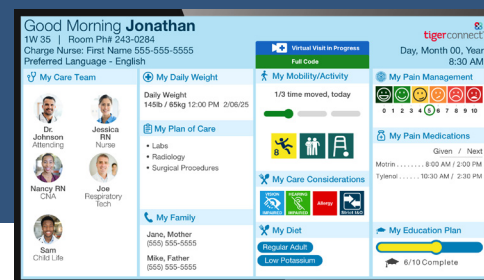 Good Morning Jonathan
1W 35 | Room Ph# 243-0284
Charge Nurse: First Name 555-555-5555
Preferred Language - English
Virtual Visit in Progress
Full Code
tigerconnect
Day, Month 00, Year
8:30 AM
My Care Team
Dr. Johnson
Attending
Jessica RN
Nurse
Nancy RN
CNA
Joe
Respiratory Tech
Sam
Child Life
My Daily Weight
Daily Weight
145lb / 65kg 12:00 PM 2/08/25
My Plan of Care
• Labs
• Radiology
• Surgical Procedures
My Family
Jane, Mother
(555) 555-5555
Mike, Father
(555) 555-5555
My Mobility/Activity
1/3 time moved, today
8
My Care Considerations
VISION IMPAIRED
HEARING IMPAIRED
Allergy
Strict I&O
My Diet
Regular Adult
Low Potassium
My Pain Management
0 1 2 3 4 5 6 7 8 9 10
My Pain Medications
Given / Next
Motrin . . . . . . . . 8:00 AM / 2:00 PM
Tylenol . . . . . . . 10:30 AM / 2:30 PM
My Education Plan
6/10 Complete